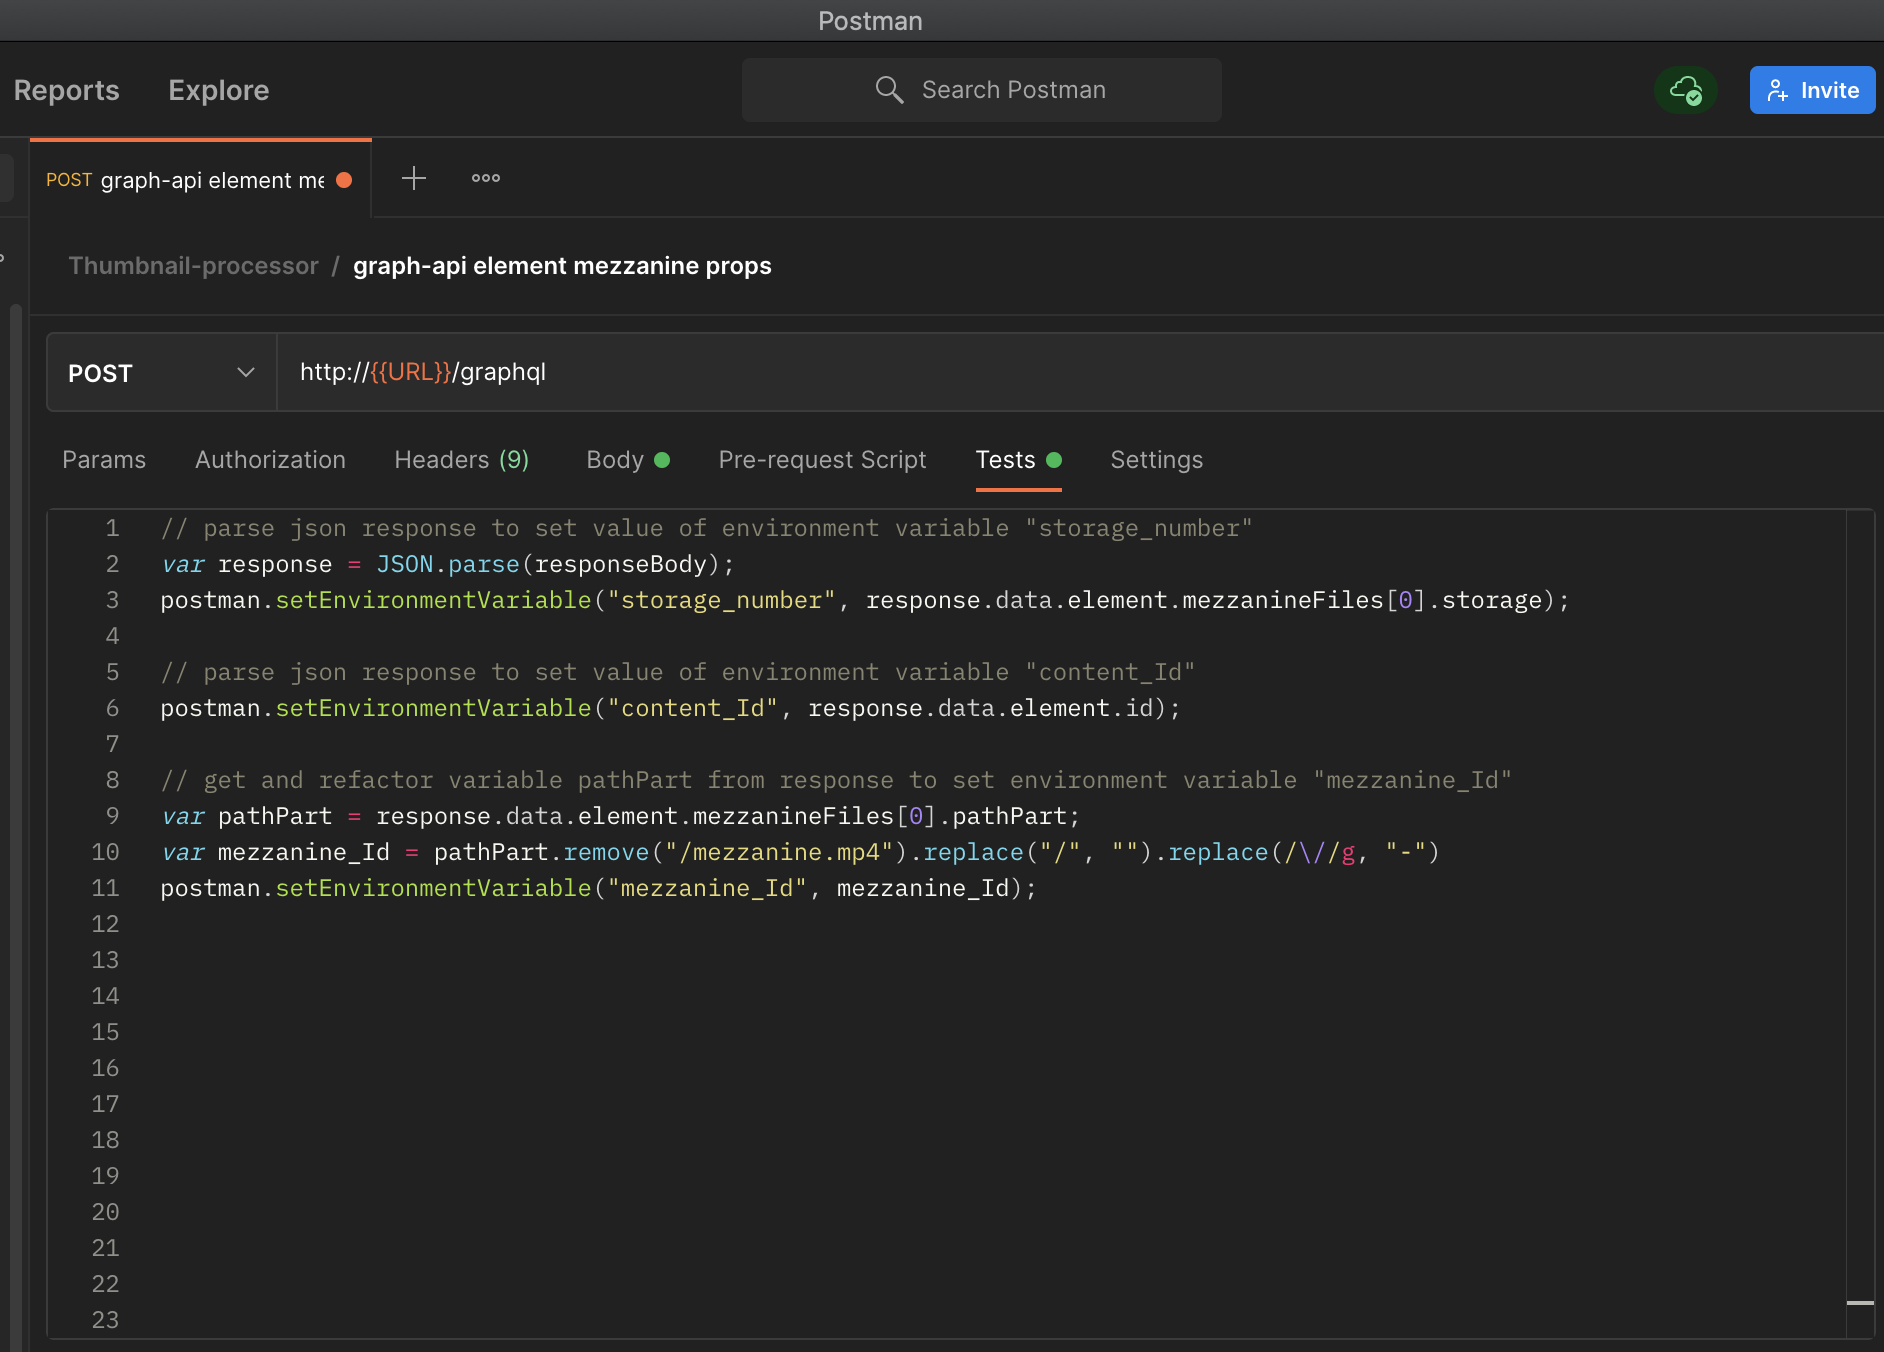 Postman
Reports Explore Search Postman Invite
POST graph-api element me
Thumbnail-processor / graph-api element mezzanine props
POST http://{{URL}}/graphql
Params Authorization Headers (9) Body Pre-request Script Tests Settings
1 // parse json response to set value of environment variable "storage_number"
2 var response = JSON.parse(responseBody);
3 postman.setEnvironmentVariable("storage_number", response.data.element.mezzanineFiles[0].storage);
4
5 // parse json response to set value of environment variable "content_Id"
6 postman.setEnvironmentVariable("content_Id", response.data.element.id);
7
8 // get and refactor variable pathPart from response to set environment variable "mezzanine_Id"
9 var pathPart = response.data.element.mezzanineFiles[0].pathPart;
10 var mezzanine_Id = pathPart.remove("/mezzanine.mp4").replace("/", "").replace(/\//g, "-")
11 postman.setEnvironmentVariable("mezzanine_Id", mezzanine_Id);
12
13
14
15
16
17
18
19
20
21
22
23